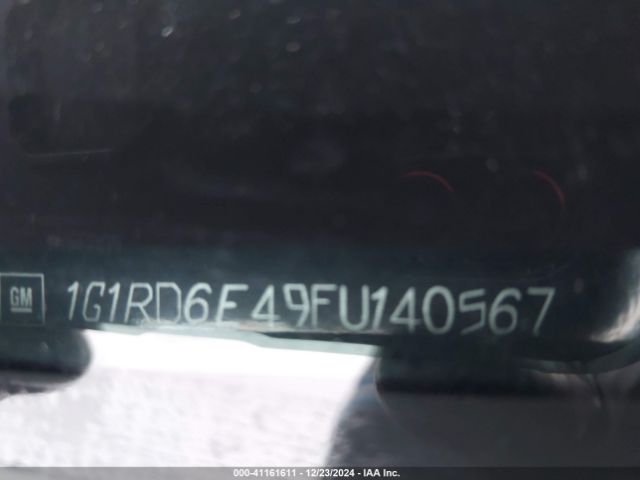 GM 1G1RD6E49FU140567
000-41161611 - 12/23/2024 - IAA Inc.